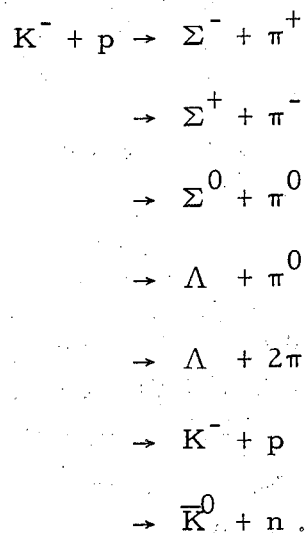 K⁻ + p → Σ⁻ + π⁺
→ Σ⁺ + π⁻
→ Σ⁰ + π⁰
→ Λ + π⁰
→ Λ + 2π
→ K⁻ + p
→ K̅⁰ + n .